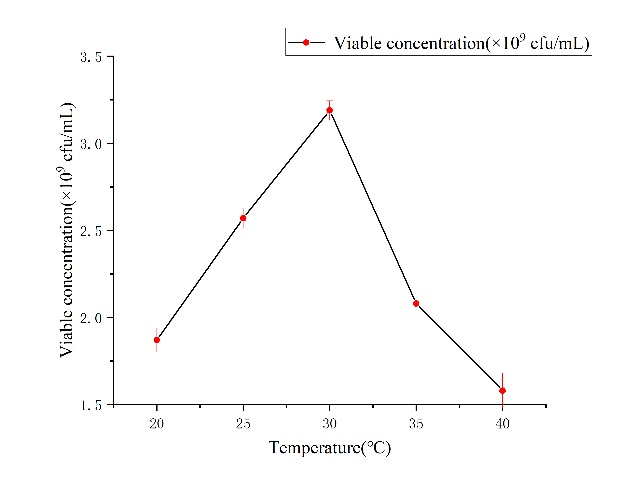 Viable concentration(×10⁹ cfu/mL)
3.5
3.0
2.5
2.0
1.5
Viable concentration(×10⁹ cfu/mL)
20 25 30 35 40
Temperature(℃)